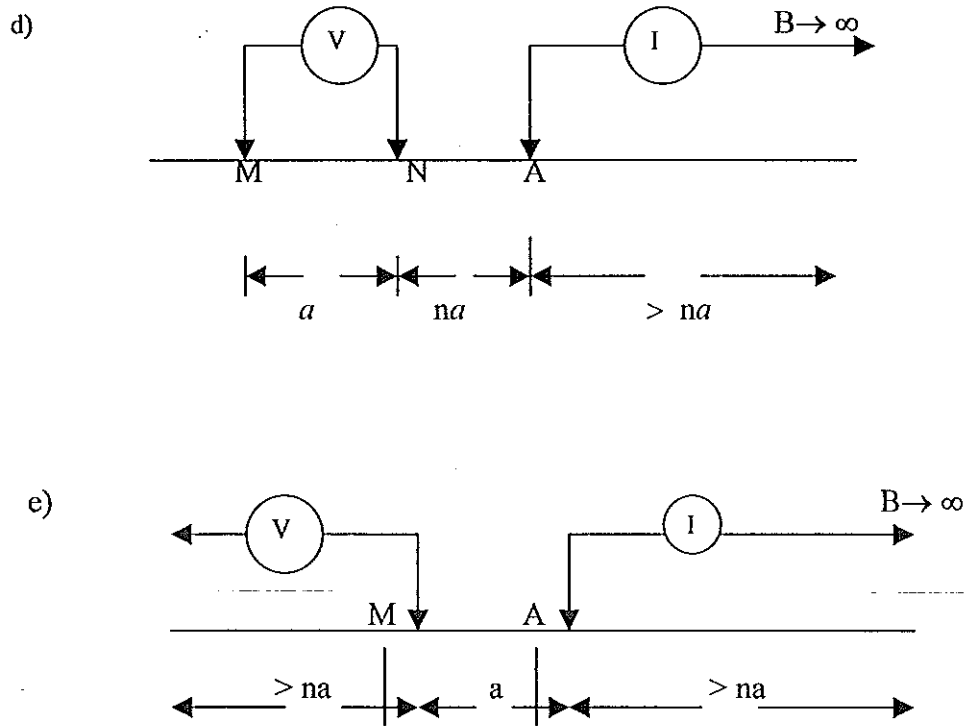 d)
V
I
B→ ∞
M N A
a na > na
e)
V
I
B→ ∞
M A
> na a > na